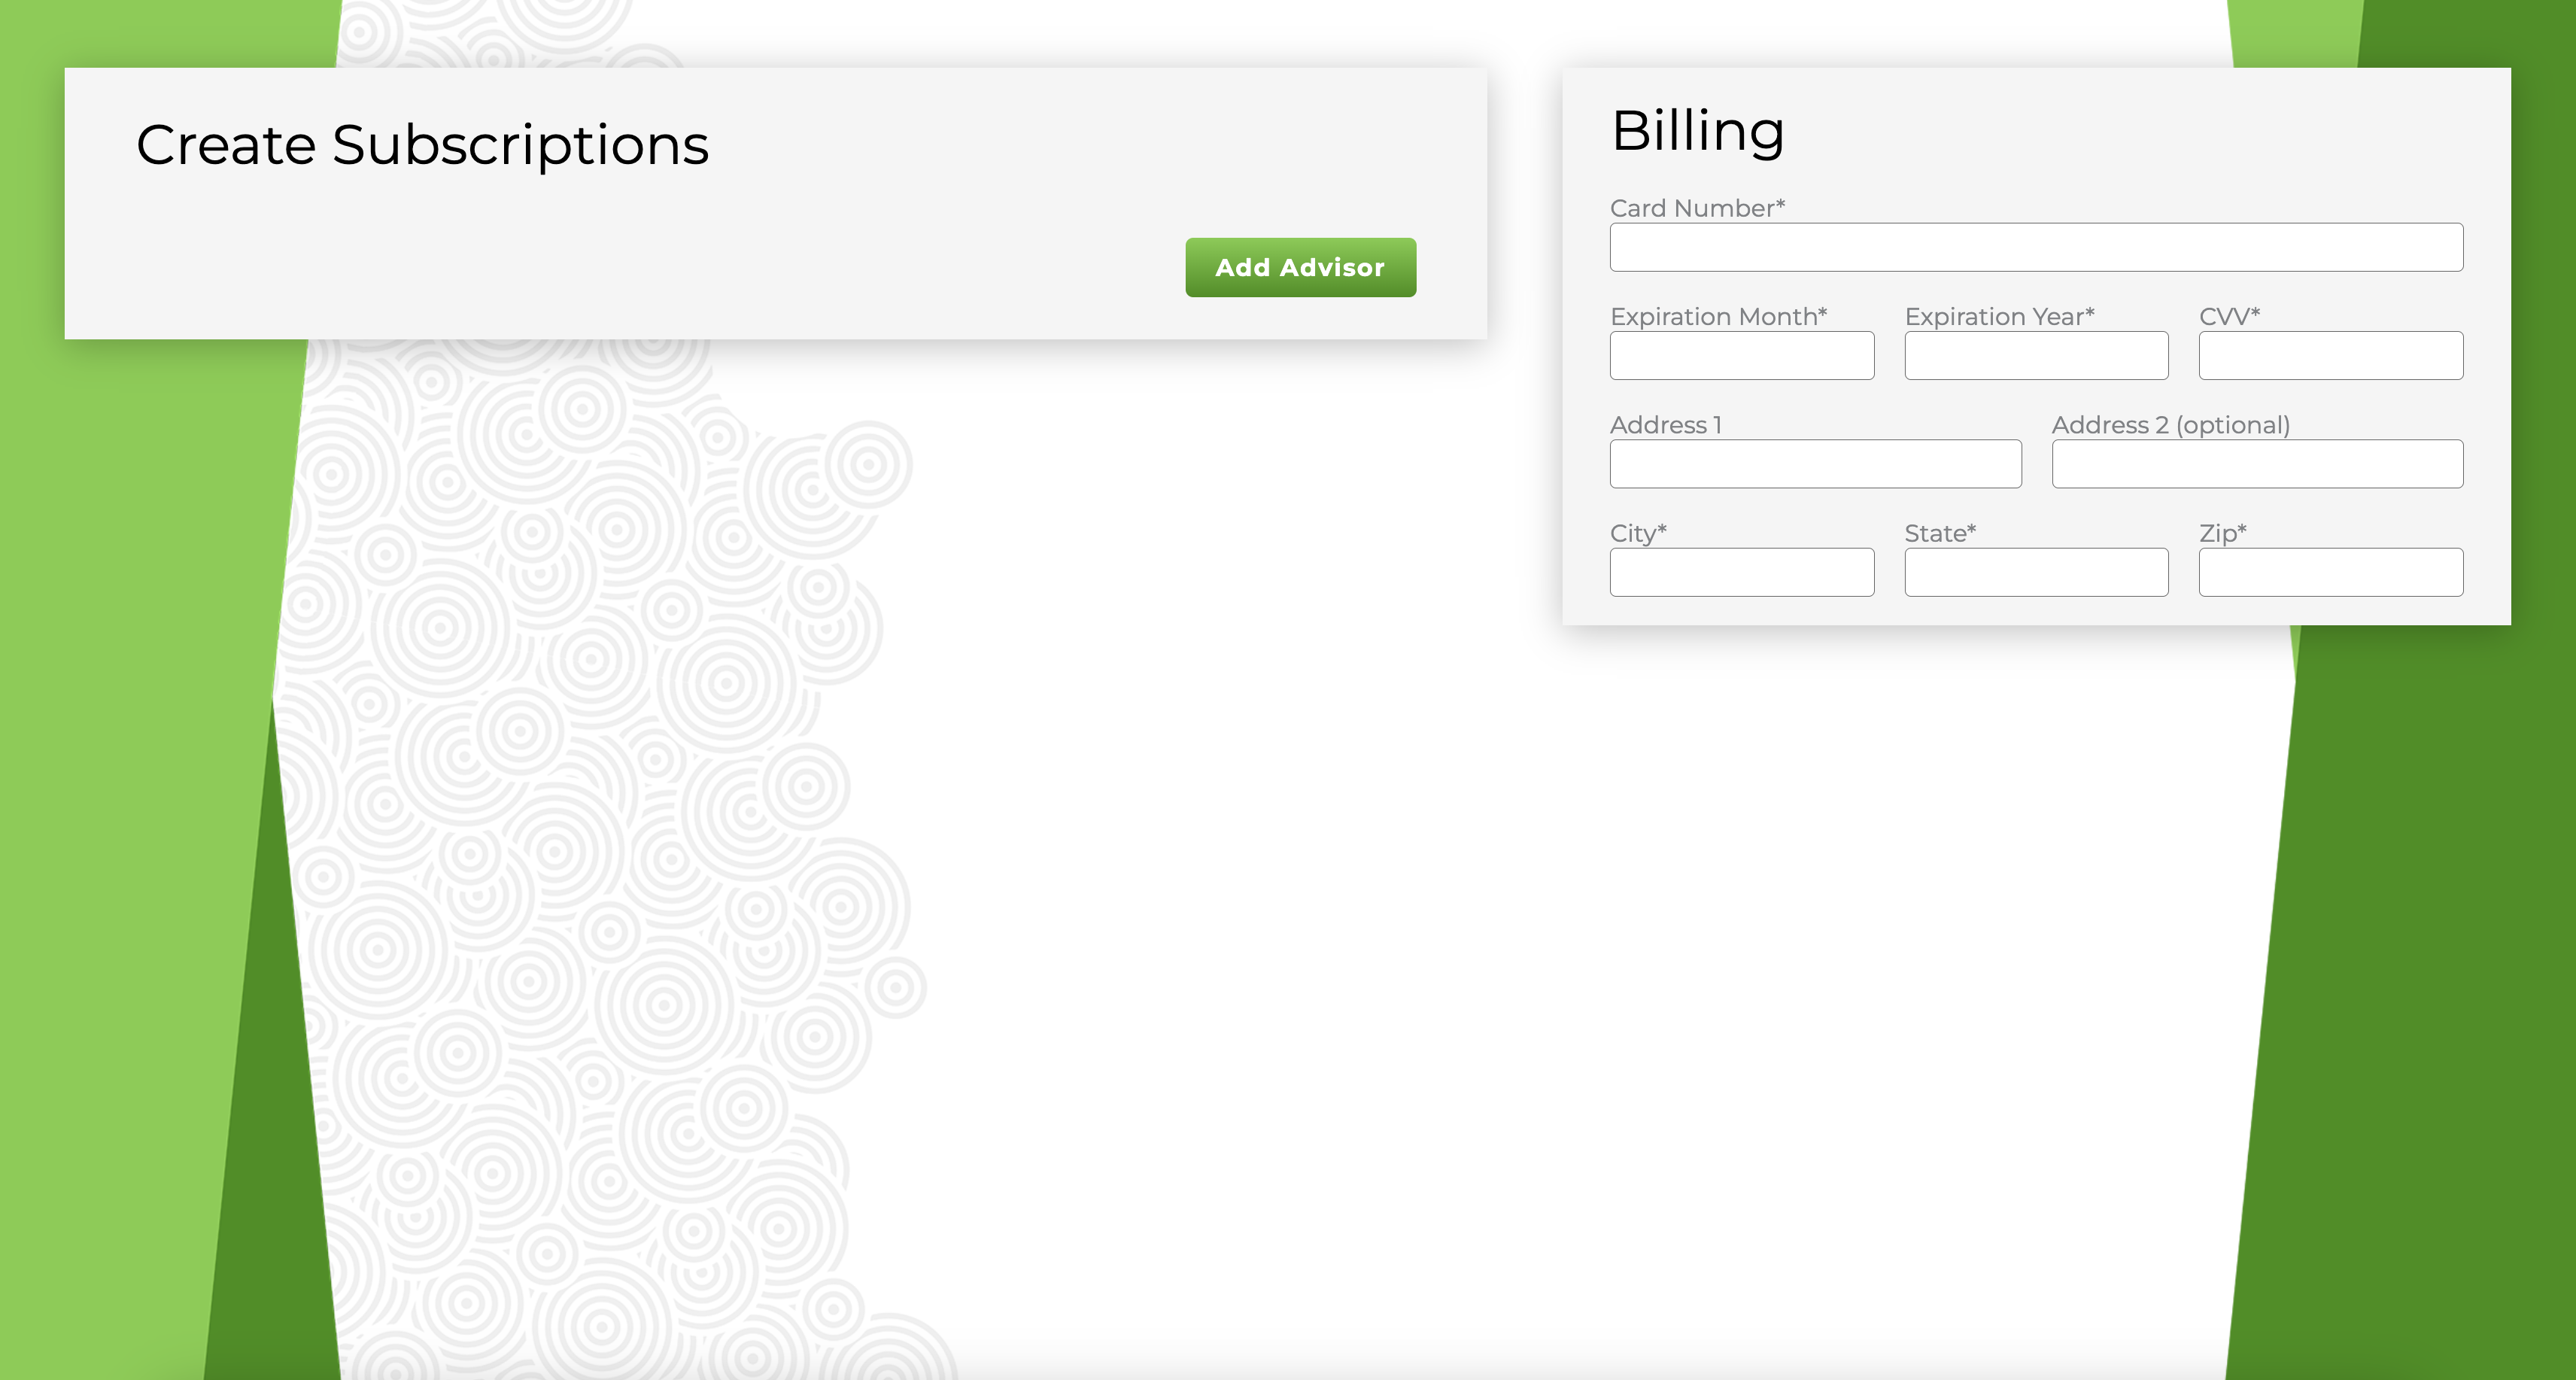 Create Subscriptions
Add Advisor
Billing
Card Number*
Expiration Month* Expiration Year* CVV*
Address 1 Address 2 (optional)
City* State* Zip*